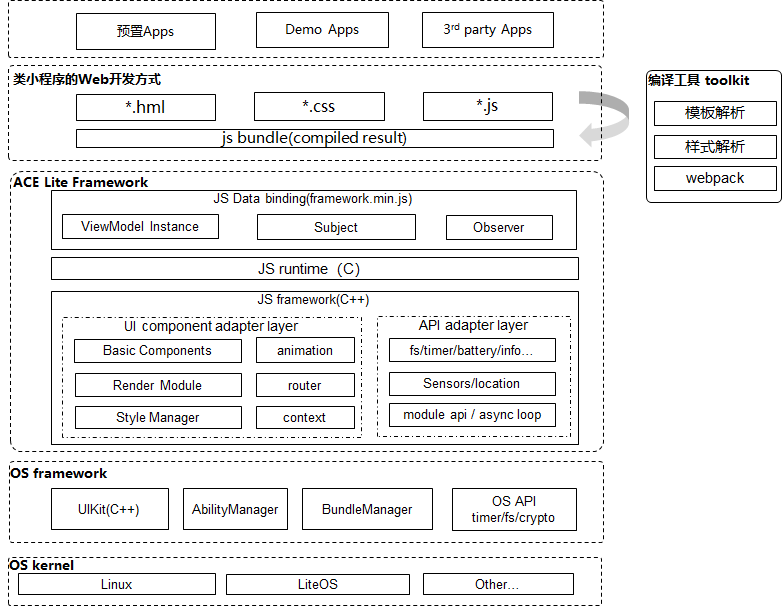 预置Apps
Demo Apps
3rd party Apps
类小程序的Web开发方式
*.hml
*.css
*.js
js bundle(compiled result)
编译工具 toolkit
模板解析
样式解析
webpack
ACE Lite Framework
JS Data binding(framework.min.js)
ViewModel Instance
Subject
Observer
JS runtime（C）
JS framework(C++)
UI component adapter layer
Basic Components
animation
Render Module
router
Style Manager
context
API adapter layer
fs/timer/battery/info...
Sensors/location
module api / async loop
OS framework
UIKit(C++)
AbilityManager
BundleManager
OS API
timer/fs/crypto
OS kernel
Linux
LiteOS
Other...